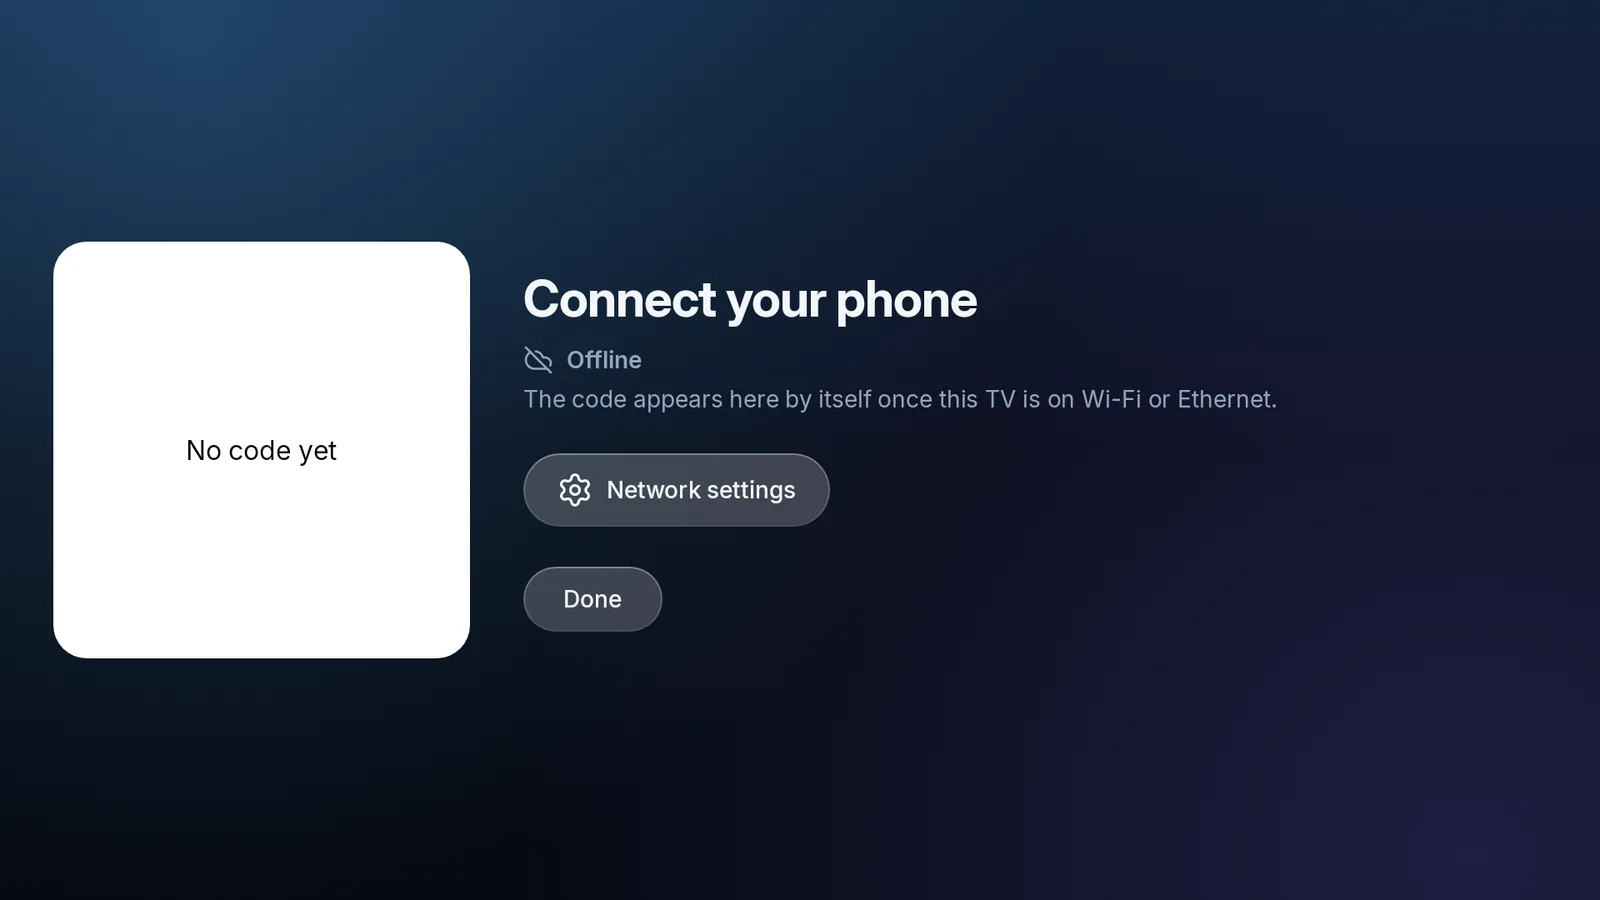 No code yet
Connect your phone
Offline
The code appears here by itself once this TV is on Wi-Fi or Ethernet.
Network settings
Done